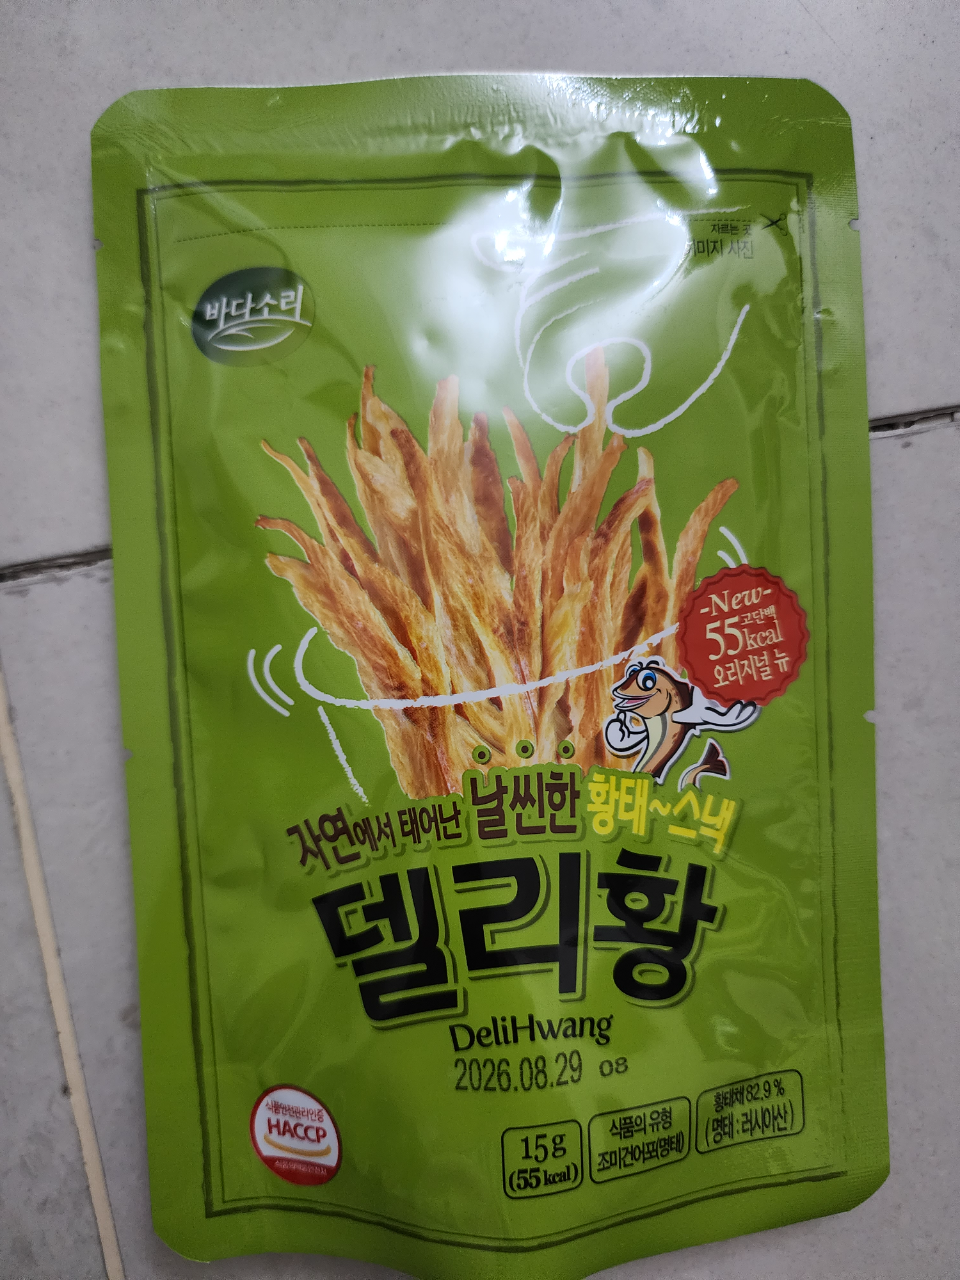 자르는 곳
이미지 사진
바다소리
-New-
고단백
55kcal
오리지널 뉴
자연에서 태어난 날씬한 황태~스낵
델리황
DeliHwang
2026.08.29 08
식품안전관리인증
HACCP
15g
(55 kcal)
식품의 유형
조미건어포(명태)
황태채 82.9 %
(명태 : 러시아산)